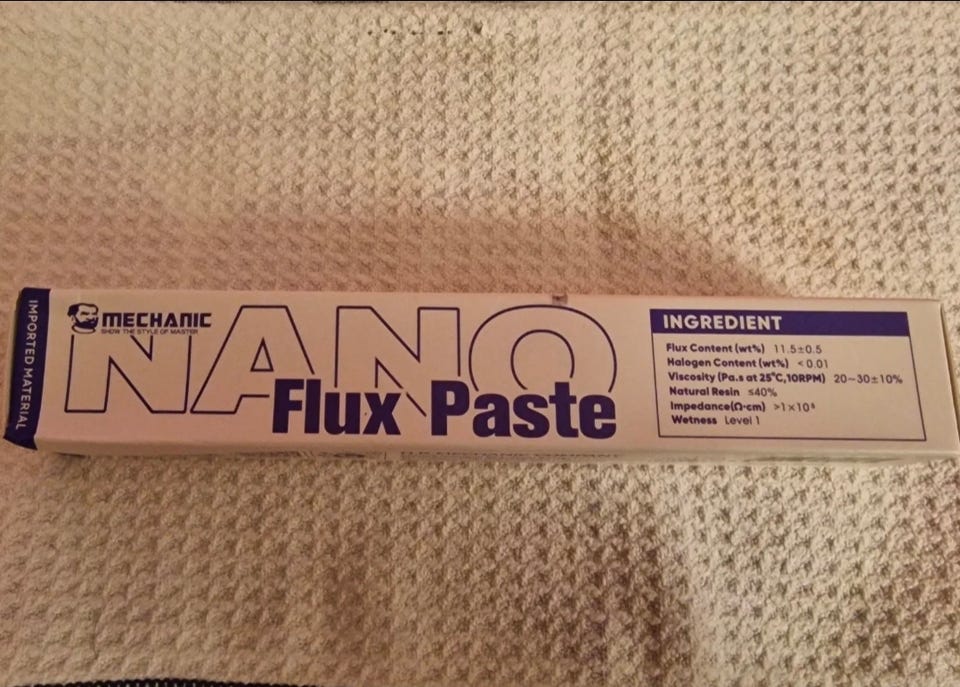 IMPORTED MATERIAL
MECHANIC
SHOW THE STYLE OF MASTER
NANO
Flux Paste
INGREDIENT
Flux Content (wt%) 11.5±0.5
Halogen Content (wt%) <0.01
Viscosity (Pa.s at 25°C,10RPM) 20~30±10%
Natural Resin ≤40%
Impedance(Ω·cm) >1×10⁸
Wetness Level 1